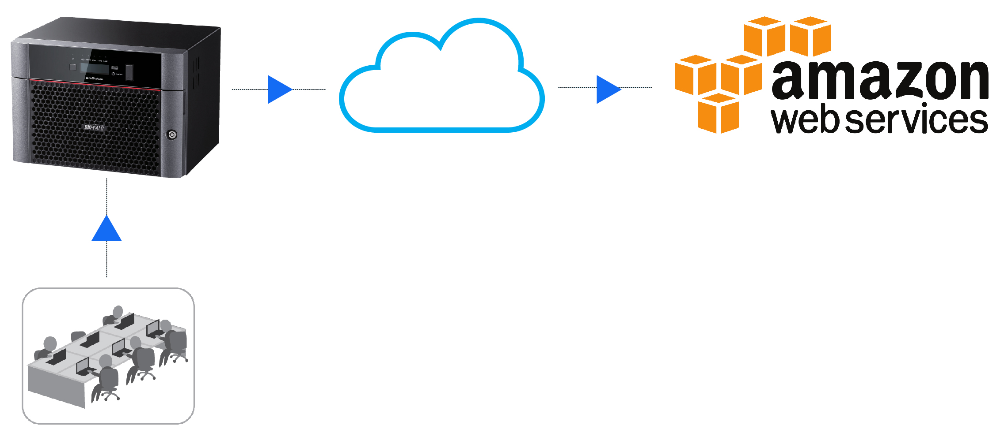 TeraStation
BUFFALO
amazon
web services